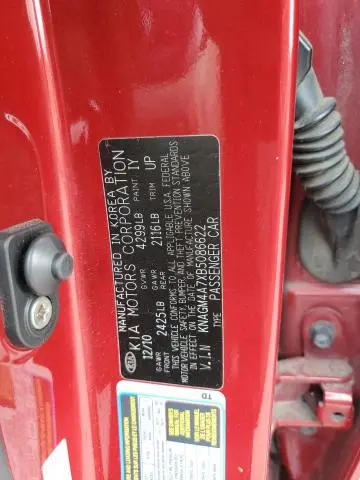 MANUFACTURED IN KOREA BY
KIA MOTORS CORPORATION
PAINT IY
12/10
GVWR 4299LB
GAWR FRONT 2425LB
GAWR REAR 2116LB
TRIM UP
THIS VEHICLE CONFORMS TO ALL APPLICABLE U.S.A. FEDERAL
MOTOR VEHICLE SAFETY, BUMPER, AND THEFT PREVENTION STANDARDS
IN EFFECT ON THE DATE OF MANUFACTURE SHOWN ABOVE
V.I.N KNAGM4A7XB5086622
TYPE PASSENGER CAR